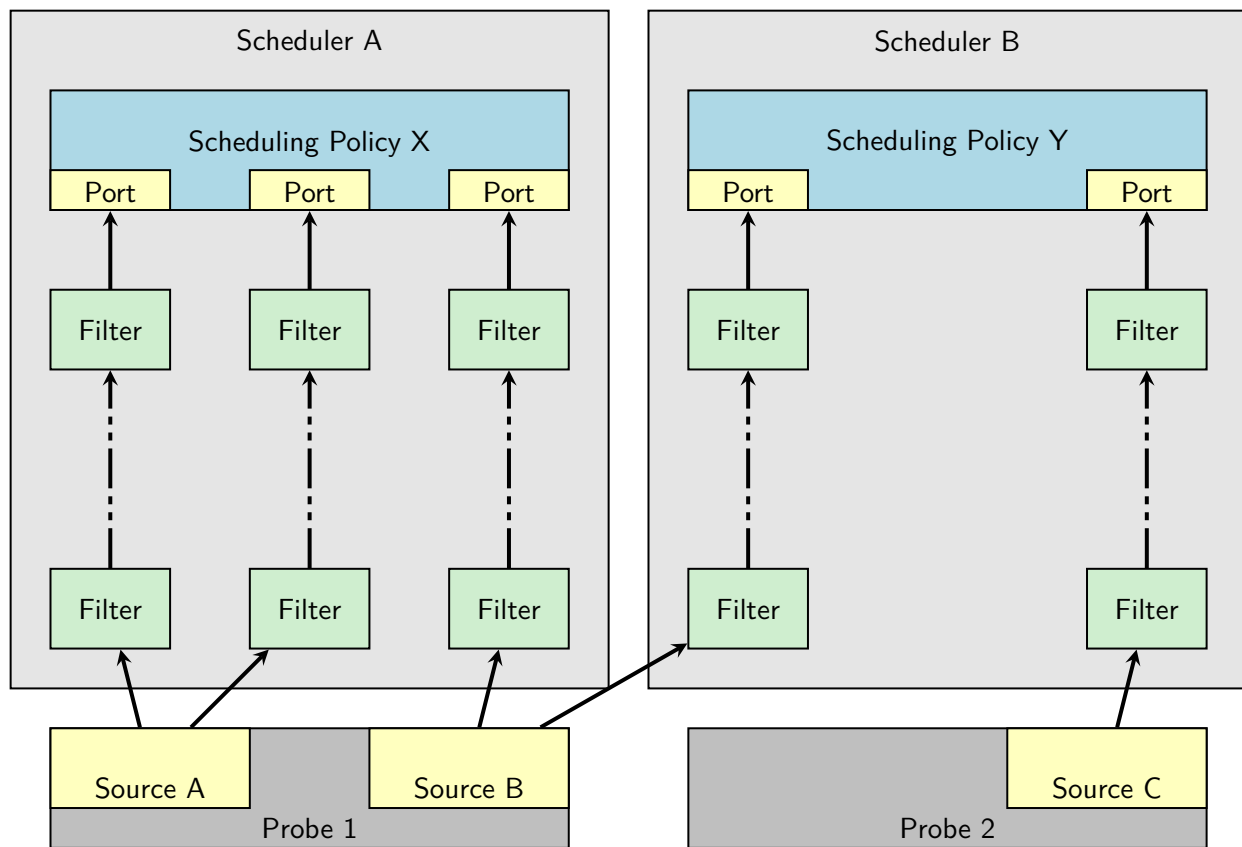 Scheduler A
Scheduler B
Scheduling Policy X
Scheduling Policy Y
Port
Port
Port
Port
Port
Filter
Filter
Filter
Filter
Filter
Filter
Filter
Filter
Filter
Filter
Source A
Source B
Source C
Probe 1
Probe 2